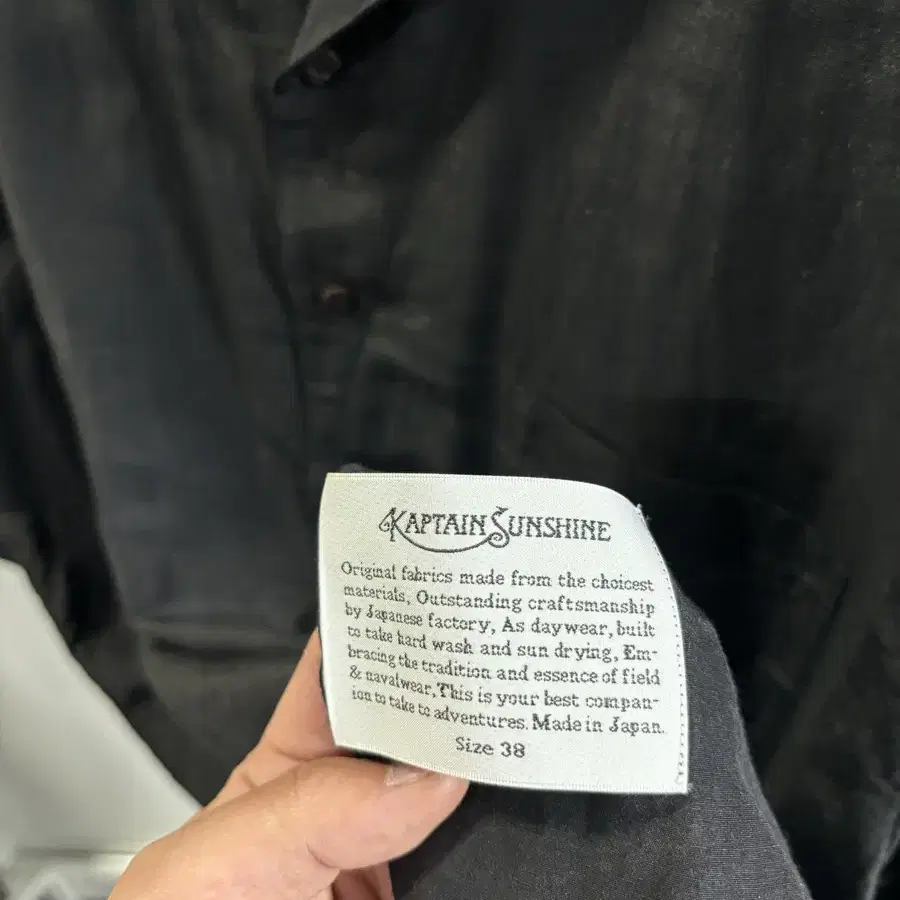 KAPTAIN SUNSHINE
Original fabrics made from the choicest
materials, Outstanding craftsmanship
by Japanese factory, As daywear, built
to take hard wash and sun drying, Em-
bracing the tradition and essence of field
& navalwear, This is your best compan-
ion to take to adventures. Made in Japan.
Size 38